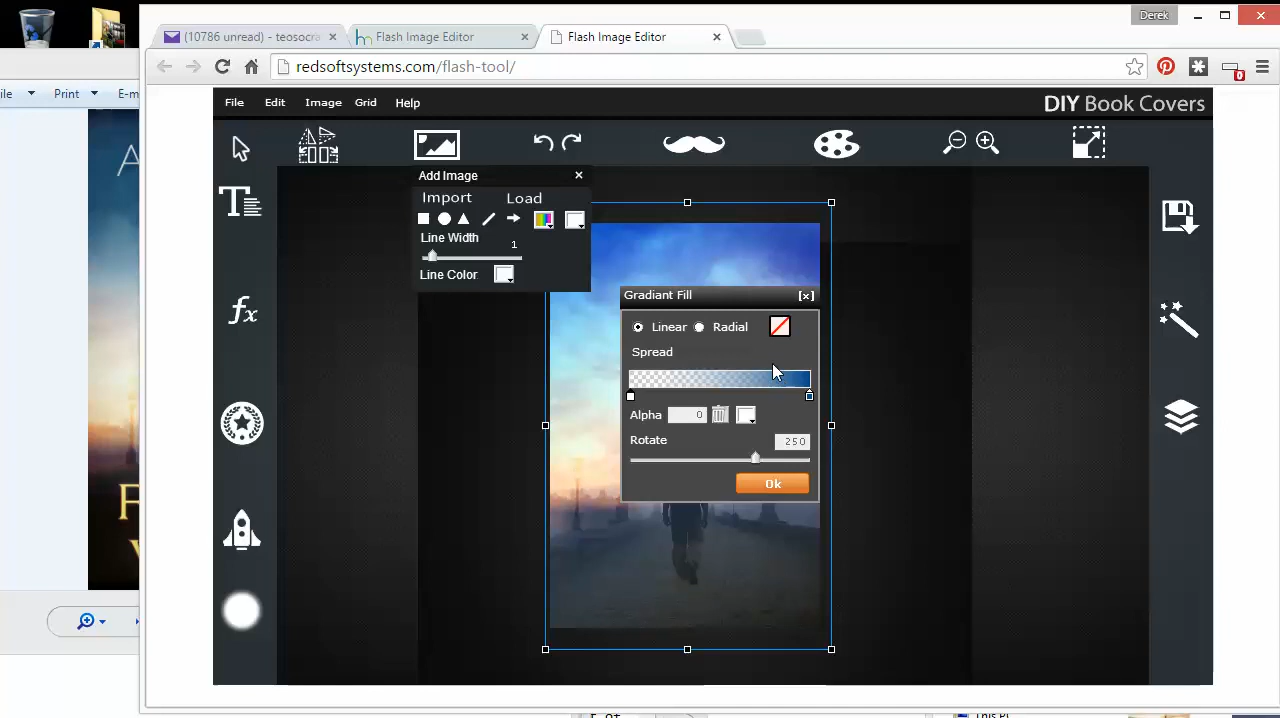 Derek
(10786 unread) - teosocra
Flash Image Editor
Flash Image Editor
redsoftsystems.com/flash-tool/
0
ile
Print
E-m
File
Edit
Image
Grid
Help
DIY Book Covers
Add Image
Import
Load
Line Width
1
Line Color
Gradiant Fill
[x]
Linear
Radial
Spread
Alpha
0
Rotate
250
Ok
fx
A
F